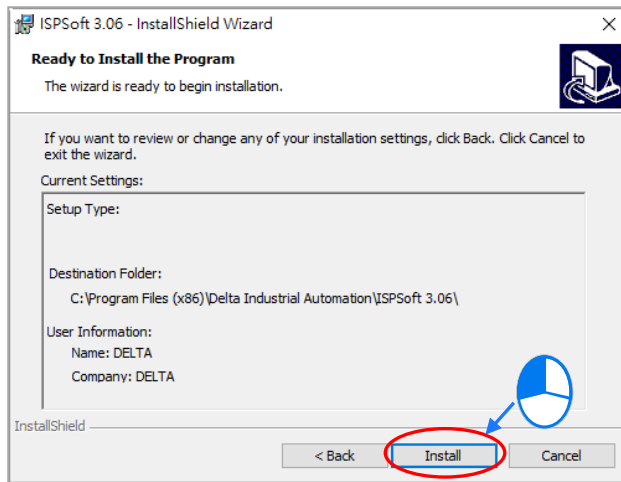 ISPSoft 3.06 - InstallShield Wizard
Ready to Install the Program
The wizard is ready to begin installation.
If you want to review or change any of your installation settings, click Back. Click Cancel to
exit the wizard.
Current Settings:
Setup Type:
Destination Folder:
C:\Program Files (x86)\Delta Industrial Automation\ISPSoft 3.06\
User Information:
Name: DELTA
Company: DELTA
InstallShield
< Back
Install
Cancel